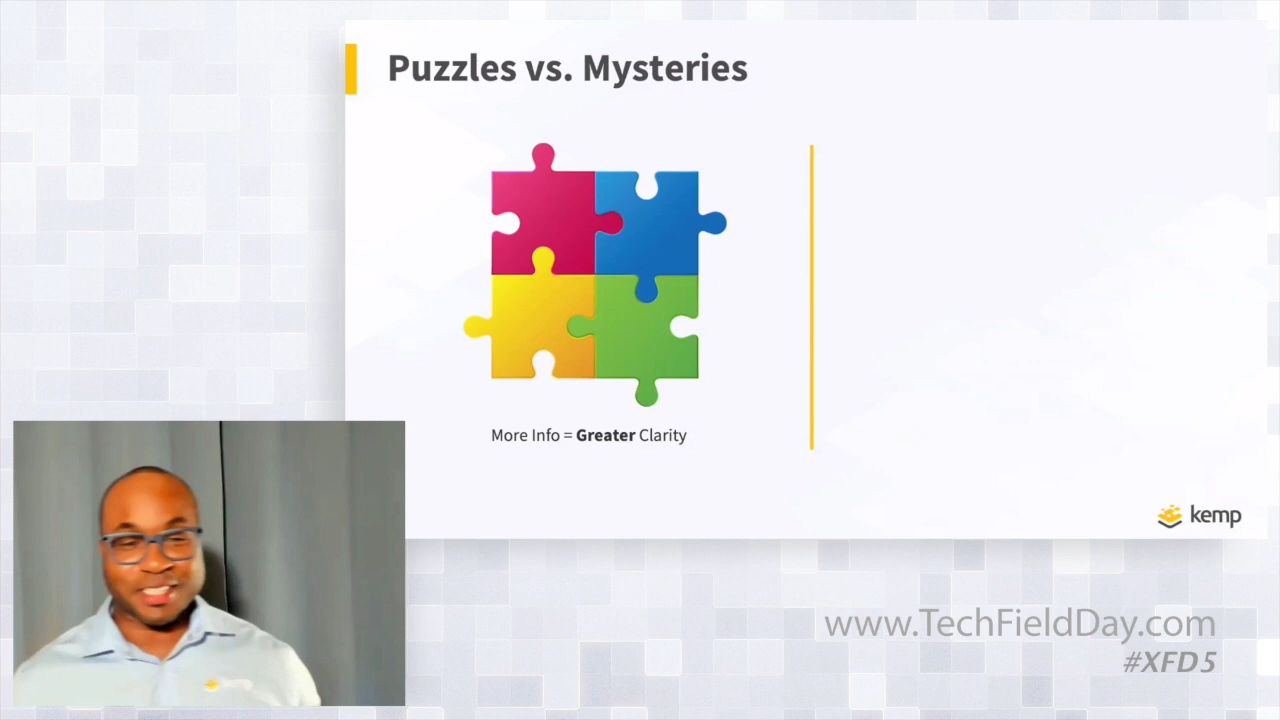 Puzzles vs. Mysteries
More Info = Greater Clarity
kemp
www.TechFieldDay.com
#XFD5